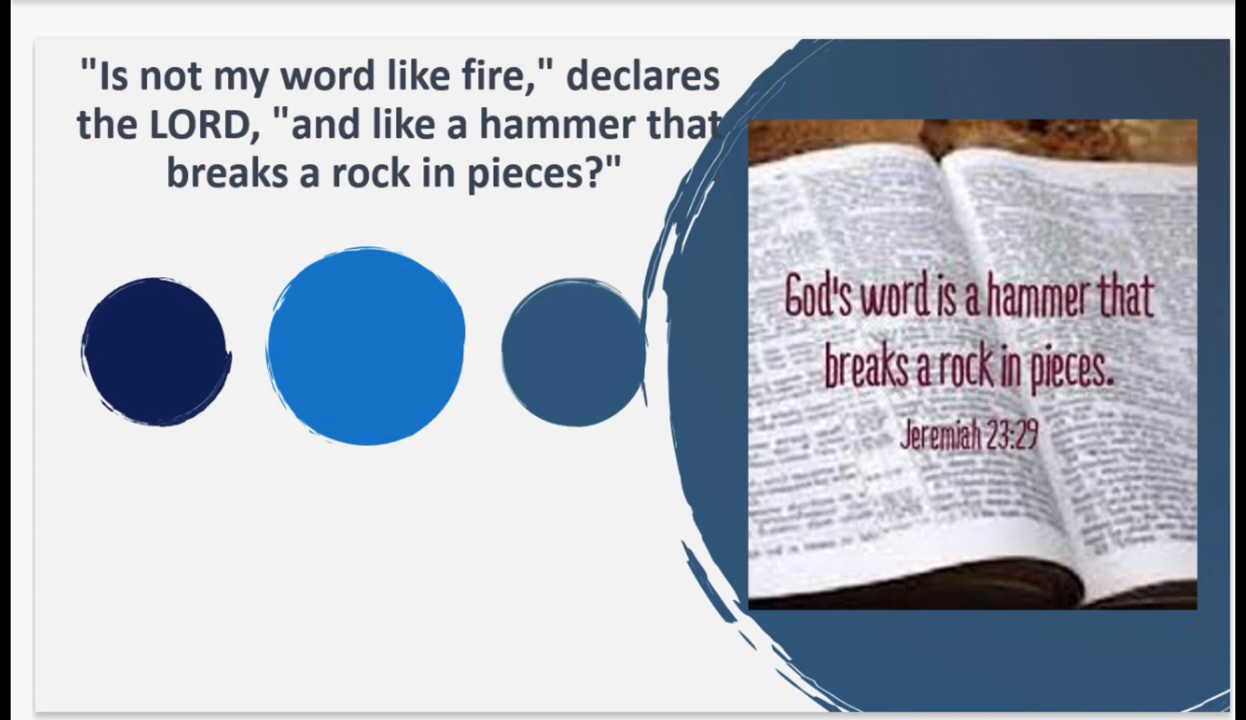 "Is not my word like fire," declares
the LORD, "and like a hammer that
breaks a rock in pieces?"
God's word is a hammer that
breaks a rock in pieces.
Jeremiah 23:29